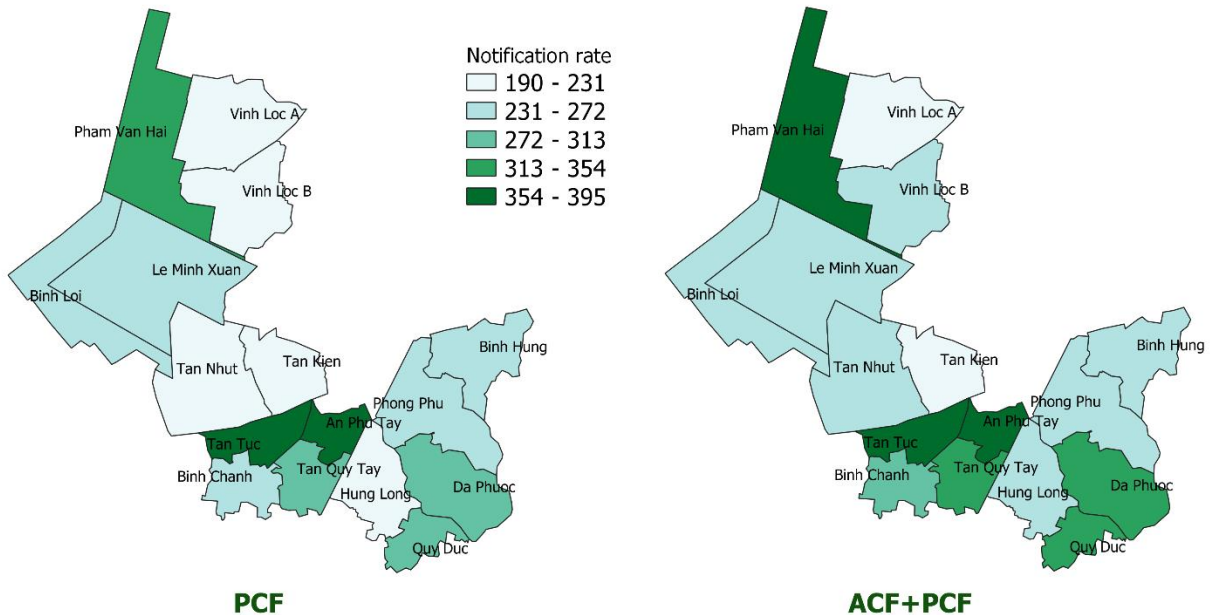 Notification rate
190 - 231
231 - 272
272 - 313
313 - 354
354 - 395
Vinh Loc A
Pham Van Hai
Vinh Loc B
Le Minh Xuan
Binh Loi
Binh Hung
Tan Kien
Tan Nhut
Phong Phu
An Phu Tay
Tan Tuc
Binh Chanh
Tan Quy Tay
Da Phuoc
Hung Long
Quy Duc
PCF
Vinh Loc A
Pham Van Hai
Vinh Loc B
Le Minh Xuan
Binh Loi
Binh Hung
Tan Kien
Tan Nhut
Phong Phu
An Phu Tay
Tan Tuc
Binh Chanh
Tan Quy Tay
Da Phuoc
Hung Long
Quy Duc
ACF+PCF